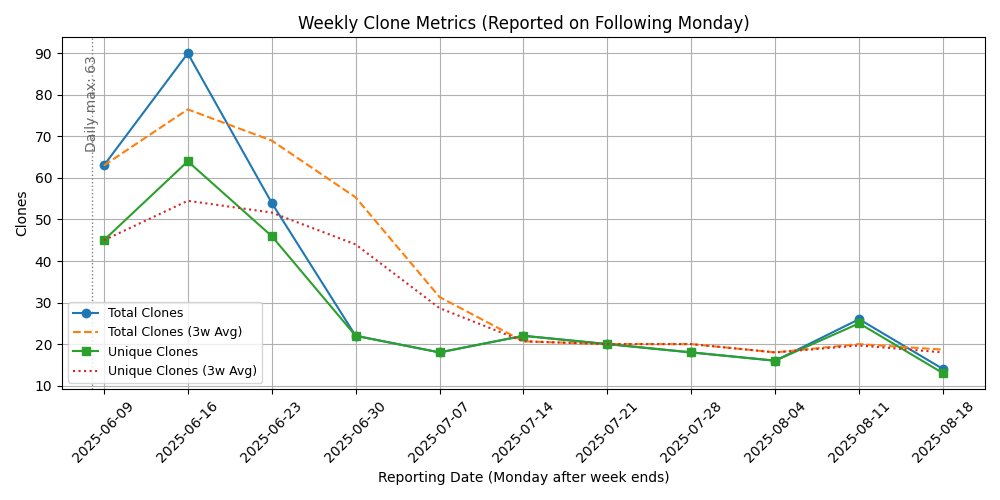 Weekly Clone Metrics (Reported on Following Monday)
Clones
90
80
70
60
50
40
30
20
10
Daily max: 63
Total Clones
Total Clones (3w Avg)
Unique Clones
Unique Clones (3w Avg)
2025-06-09
2025-06-16
2025-06-23
2025-06-30
2025-07-07
2025-07-14
2025-07-21
2025-07-28
2025-08-04
2025-08-11
2025-08-18
Reporting Date (Monday after week ends)